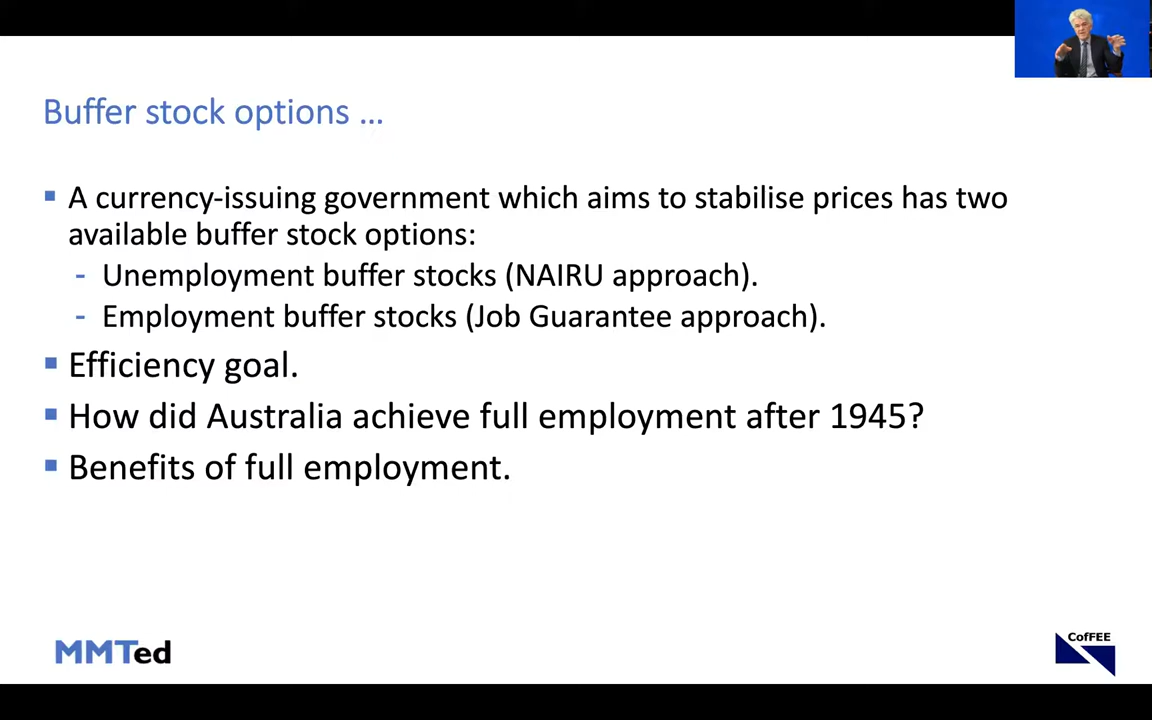 Buffer stock options ...
▪ A currency-issuing government which aims to stabilise prices has two
available buffer stock options:
- Unemployment buffer stocks (NAIRU approach).
- Employment buffer stocks (Job Guarantee approach).
▪ Efficiency goal.
▪ How did Australia achieve full employment after 1945?
▪ Benefits of full employment.
MMTed
CofFEE